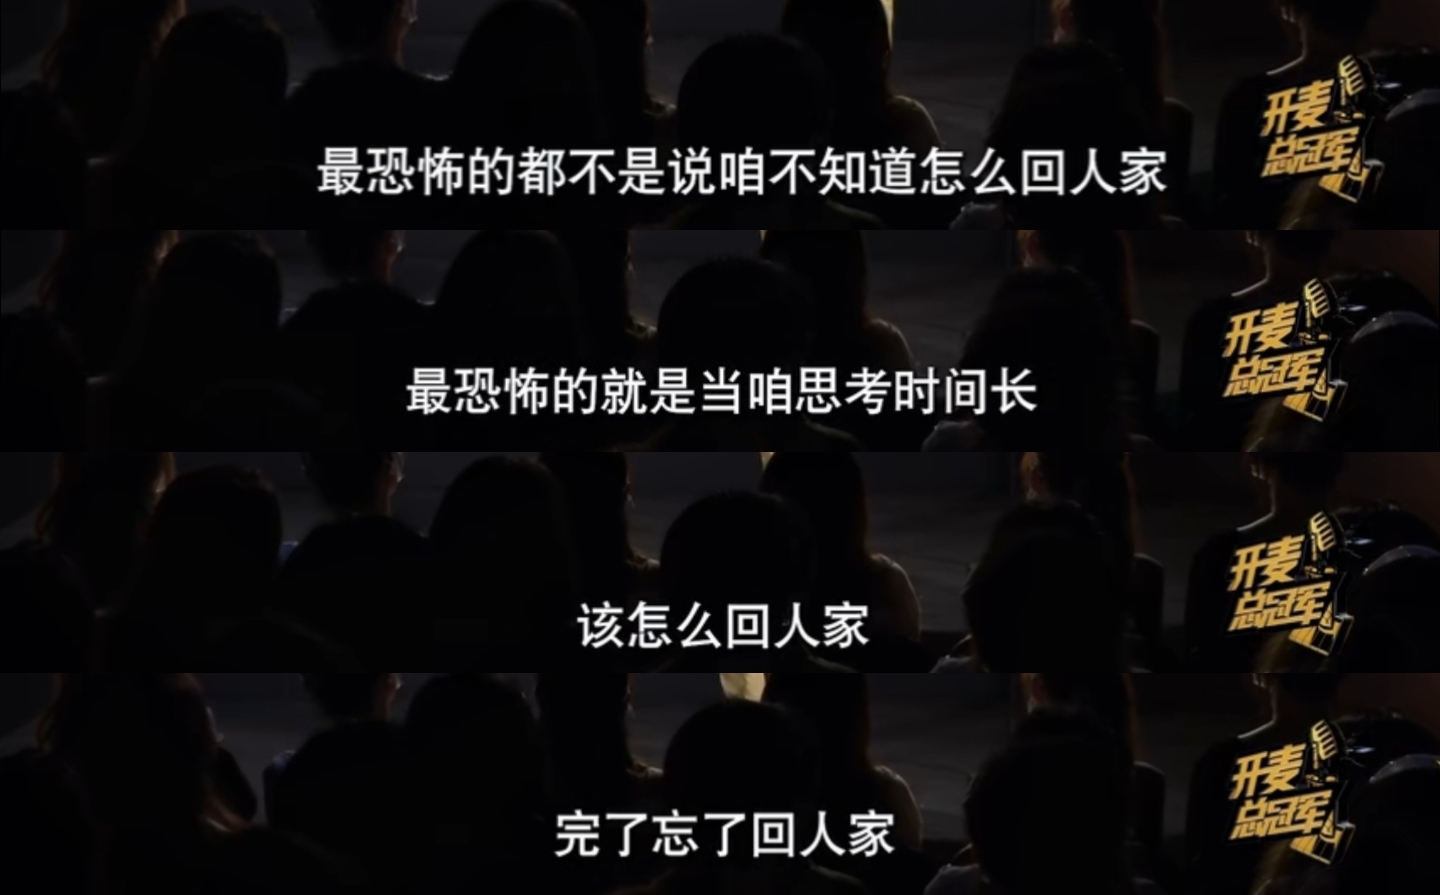 最恐怖的都不是说咱不知道怎么回人家
开麦
总冠军
最恐怖的就是当咱思考时间长
开麦
总冠军
该怎么回人家
开麦
总冠军
完了忘了回人家
开麦
总冠军